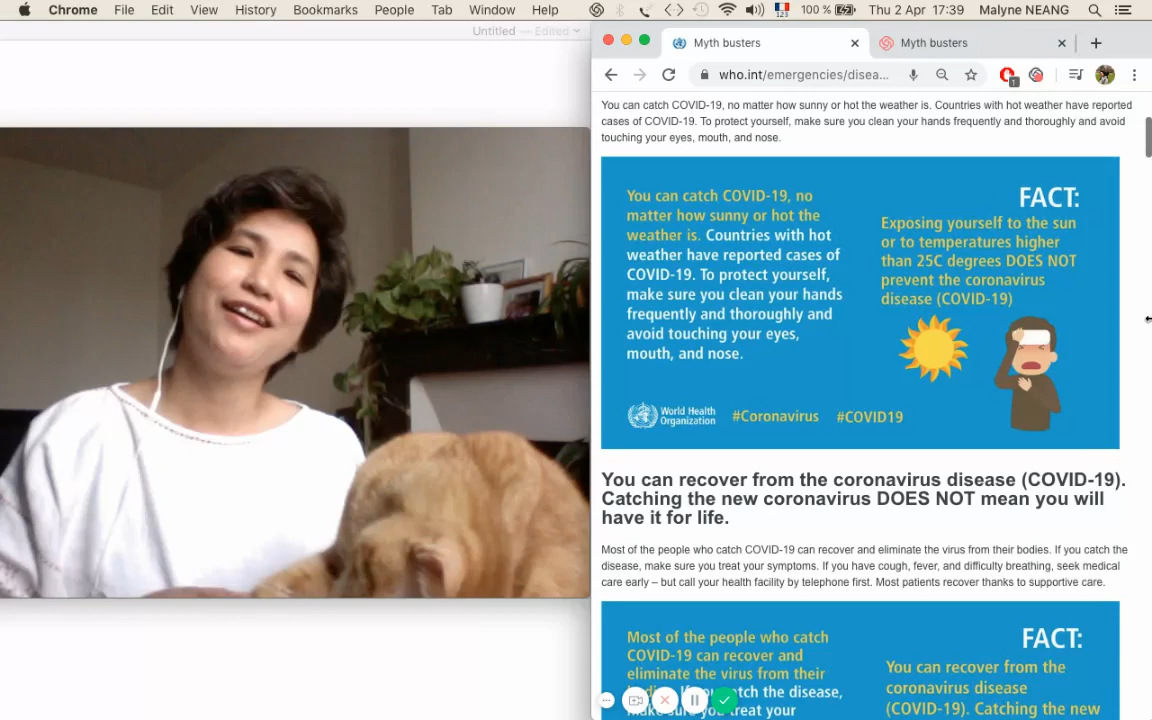 Chrome File Edit View History Bookmarks People Tab Window Help 123 100 % Thu 2 Apr 17:39 Malyne NEANG
Untitled — Edited
Myth busters
Myth busters
who.int/emergencies/disea...
1
You can catch COVID-19, no matter how sunny or hot the weather is. Countries with hot weather have reported
cases of COVID-19. To protect yourself, make sure you clean your hands frequently and thoroughly and avoid
touching your eyes, mouth, and nose.
You can catch COVID-19, no
matter how sunny or hot the
weather is. Countries with hot
weather have reported cases of
COVID-19. To protect yourself,
make sure you clean your hands
frequently and thoroughly and
avoid touching your eyes,
mouth, and nose.
FACT:
Exposing yourself to the sun
or to temperatures higher
than 25C degrees DOES NOT
prevent the coronavirus
disease (COVID-19)
World Health
Organization
#Coronavirus #COVID19
You can recover from the coronavirus disease (COVID-19).
Catching the new coronavirus DOES NOT mean you will
have it for life.
Most of the people who catch COVID-19 can recover and eliminate the virus from their bodies. If you catch the
disease, make sure you treat your symptoms. If you have cough, fever, and difficulty breathing, seek medical
care early – but call your health facility by telephone first. Most patients recover thanks to supportive care.
Most of the people who catch
COVID-19 can recover and
eliminate the virus from their
If you catch the disease,
make sure you treat your
FACT:
You can recover from the
coronavirus disease
(COVID-19). Catching the new